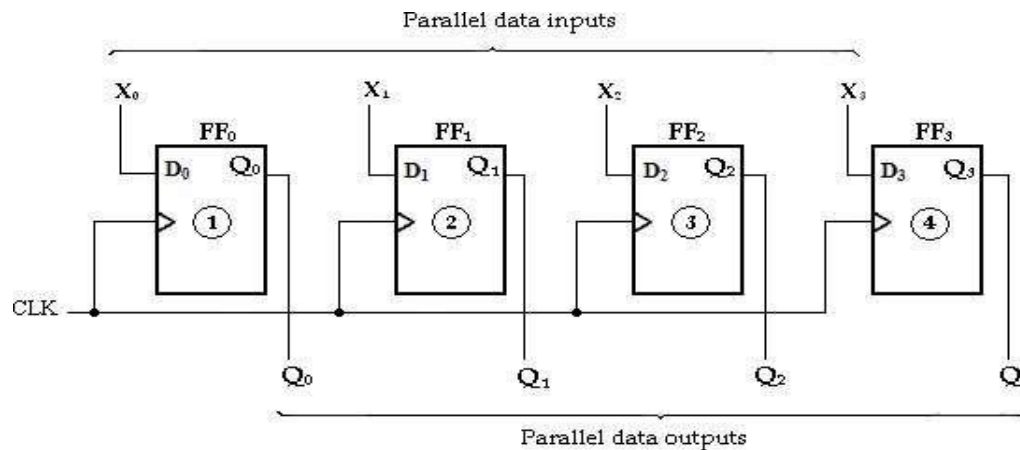 Parallel data inputs
X₀ X₁ X₂ X₃
FF₀ FF₁ FF₂ FF₃
D₀ Q₀ D₁ Q₁ D₂ Q₂ D₃ Q₃
1 2 3 4
CLK
Q₀ Q₁ Q₂ Q
Parallel data outputs